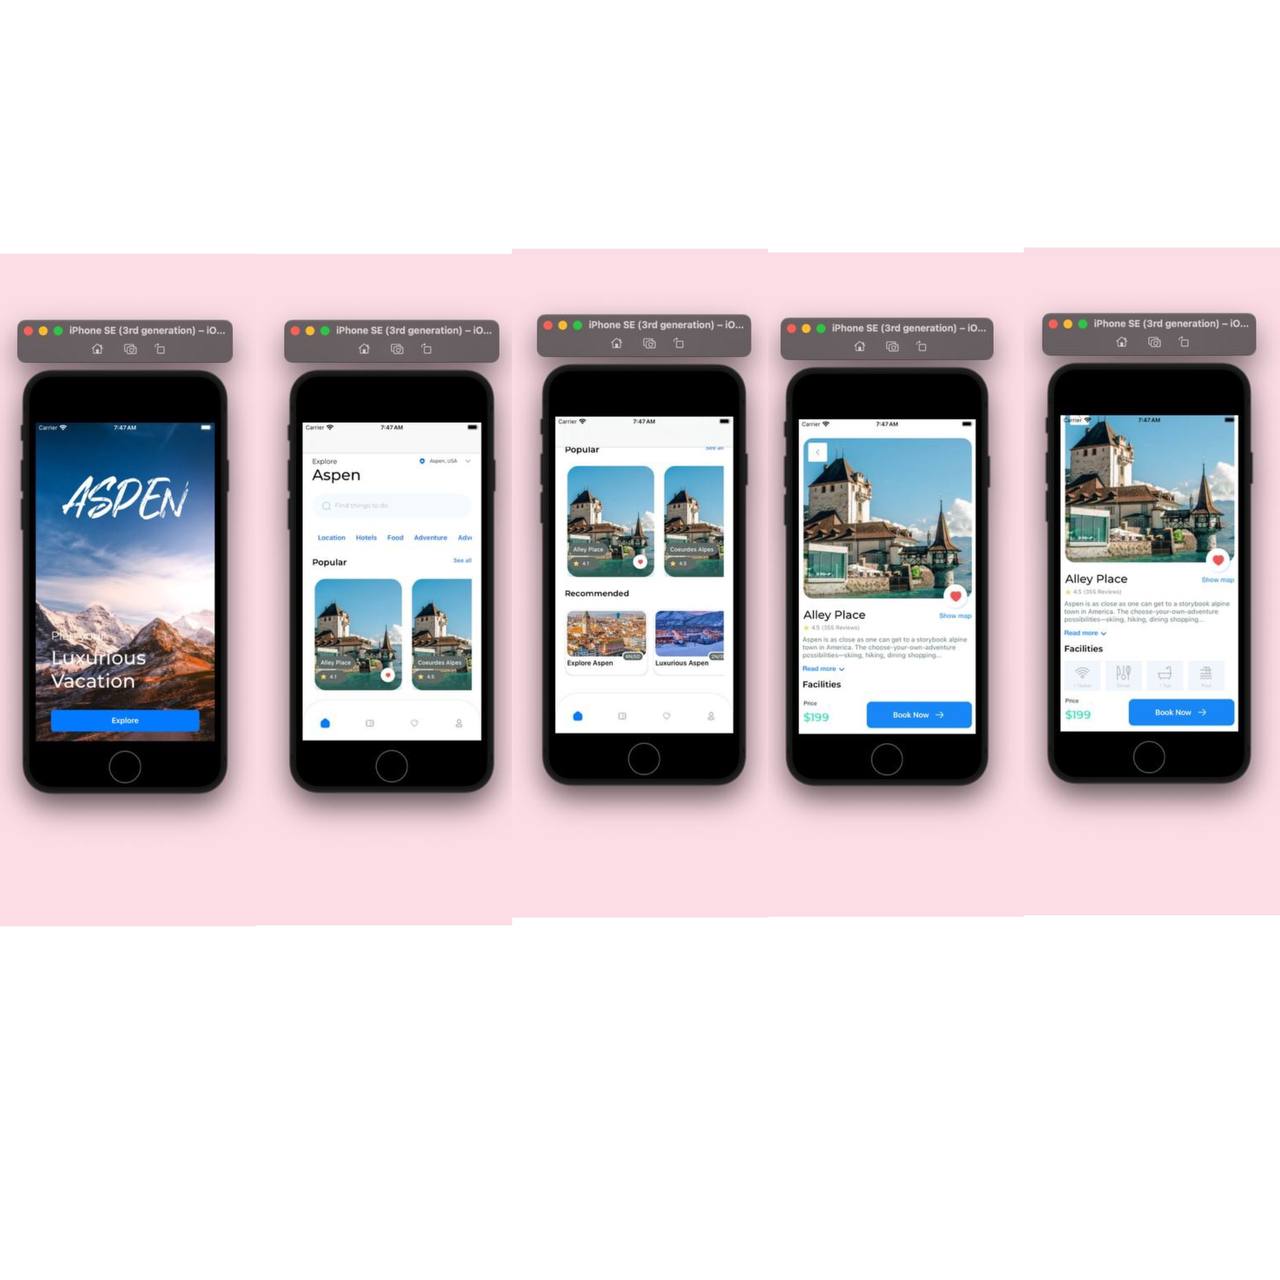 iPhone SE (3rd generation) – iO...
Carrier
7:47 AM
ASPEN
Luxurious
Vacation
Explore
iPhone SE (3rd generation) – iO...
Carrier
7:47 AM
Explore
Aspen, USA
Aspen
Find things to do
Location
Hotels
Food
Adventure
Adve
Popular
See all
Alley Place
4.1
Coeurdes Alpes
4.5
iPhone SE (3rd generation) – iO...
Carrier
7:47 AM
Popular
See all
Alley Place
4.1
Coeurdes Alpes
4.5
Recommended
Explore Aspen
Luxurious Aspen
iPhone SE (3rd generation) – iO...
Carrier
7:47 AM
Alley Place
Show map
4.5 (355 Reviews)
Aspen is as close as one can get to a storybook alpine
town in America. The choose-your-own-adventure
possibilities—skiing, hiking, dining shopping...
Read more
Facilities
Price
$199
Book Now
iPhone SE (3rd generation) – iO...
Carrier
7:47 AM
Alley Place
Show map
4.5 (355 Reviews)
Aspen is as close as one can get to a storybook alpine
town in America. The choose-your-own-adventure
possibilities—skiing, hiking, dining shopping...
Read more
Facilities
Price
$199
Book Now